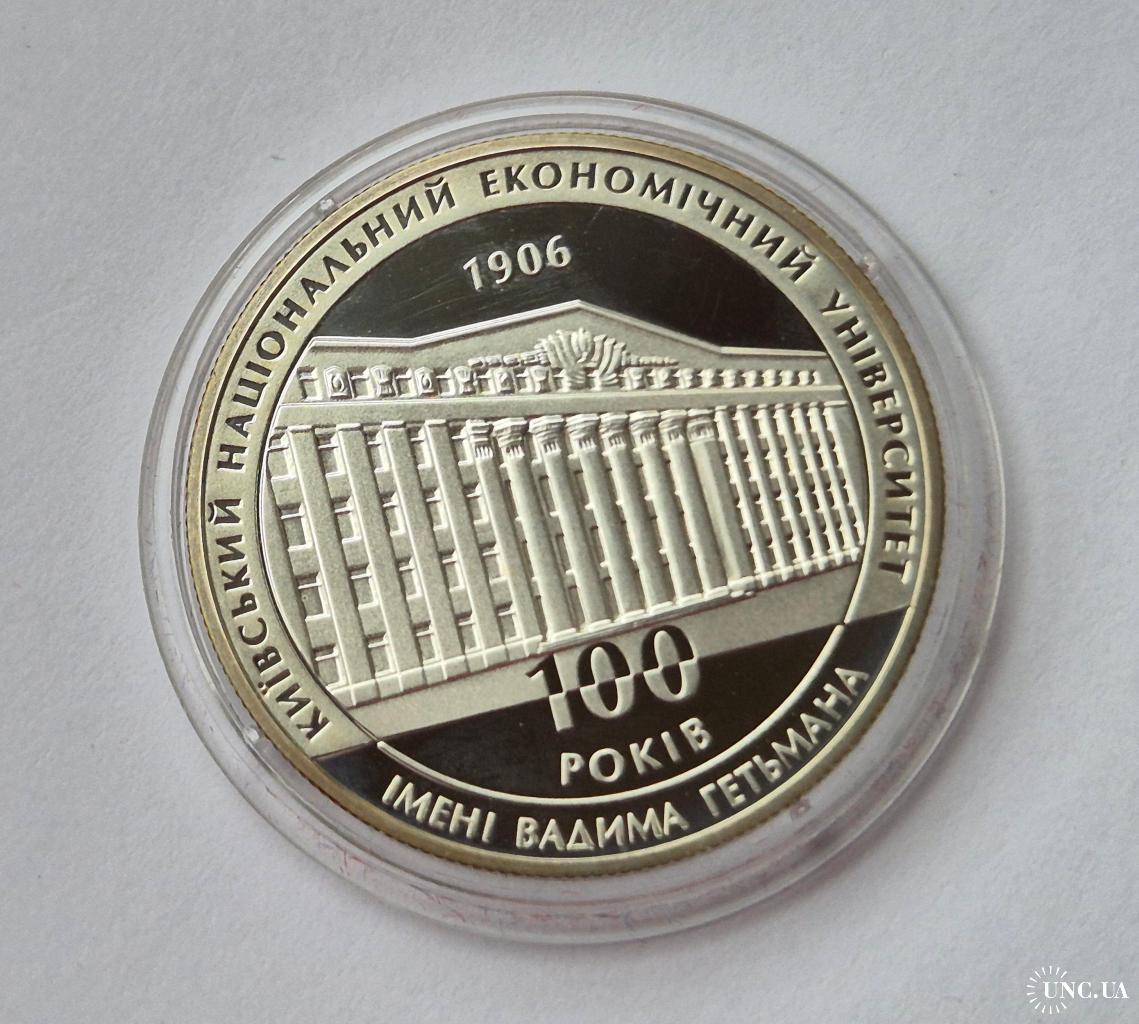 КИЇВСЬКИЙ НАЦІОНАЛЬНИЙ ЕКОНОМІЧНИЙ УНІВЕРСИТЕТ
1906
100
РОКІВ
ІМЕНІ ВАДИМА ГЕТЬМАНА
UNC.UA